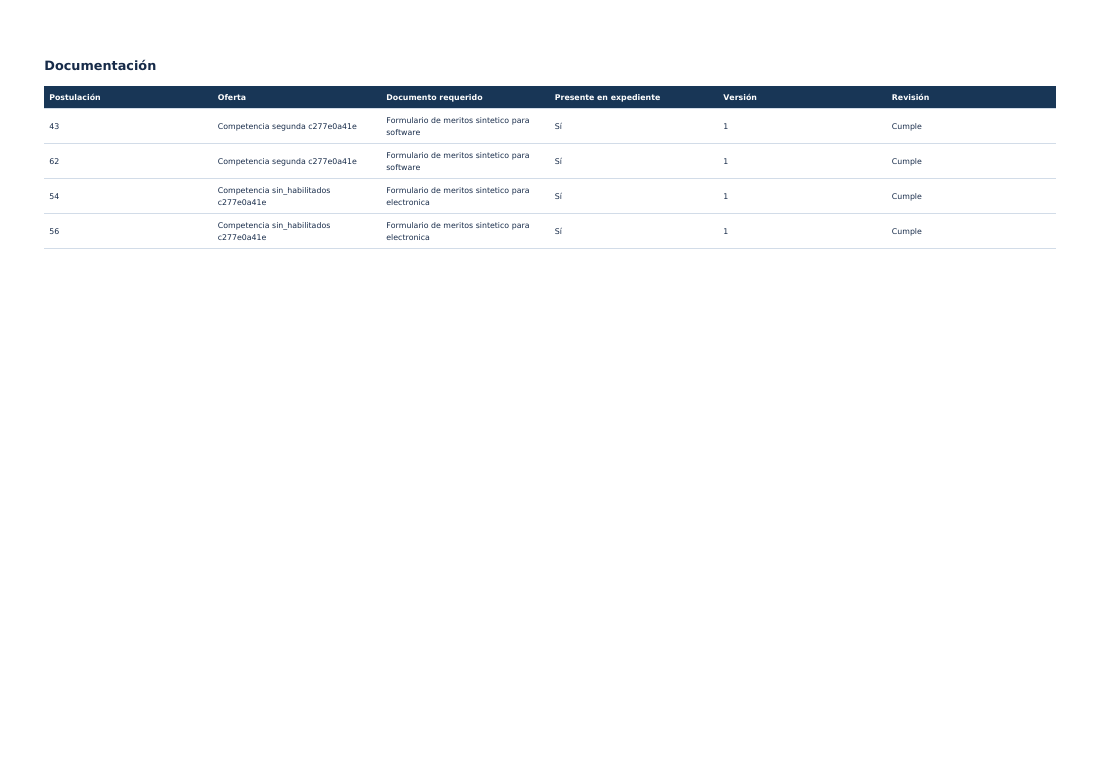 Documentación
Postulación Oferta Documento requerido Presente en expediente Versión Revisión
43 Competencia segunda c277e0a41e Formulario de meritos sintetico para software Sí 1 Cumple
62 Competencia segunda c277e0a41e Formulario de meritos sintetico para software Sí 1 Cumple
54 Competencia sin_habilitados c277e0a41e Formulario de meritos sintetico para electronica Sí 1 Cumple
56 Competencia sin_habilitados c277e0a41e Formulario de meritos sintetico para electronica Sí 1 Cumple